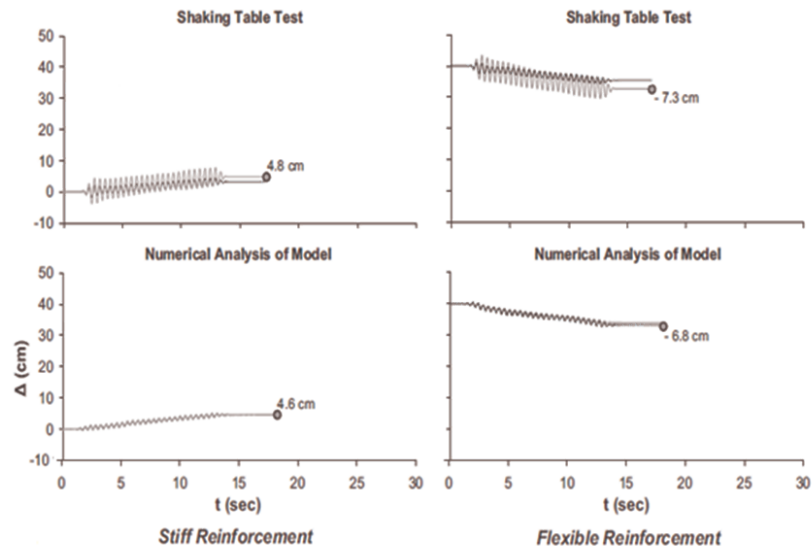 Shaking Table Test
Shaking Table Test
50
40
30
20
10
0
-10
4.8 cm
- 7.3 cm
0 5 10 15 20 25 30
Numerical Analysis of Model
Numerical Analysis of Model
50
40
30
20
10
0
-10
Δ (cm)
4.6 cm
- 6.8 cm
0 5 10 15 20 25 30
0 5 10 15 20 25 30
t (sec)
t (sec)
Stiff Reinforcement
Flexible Reinforcement